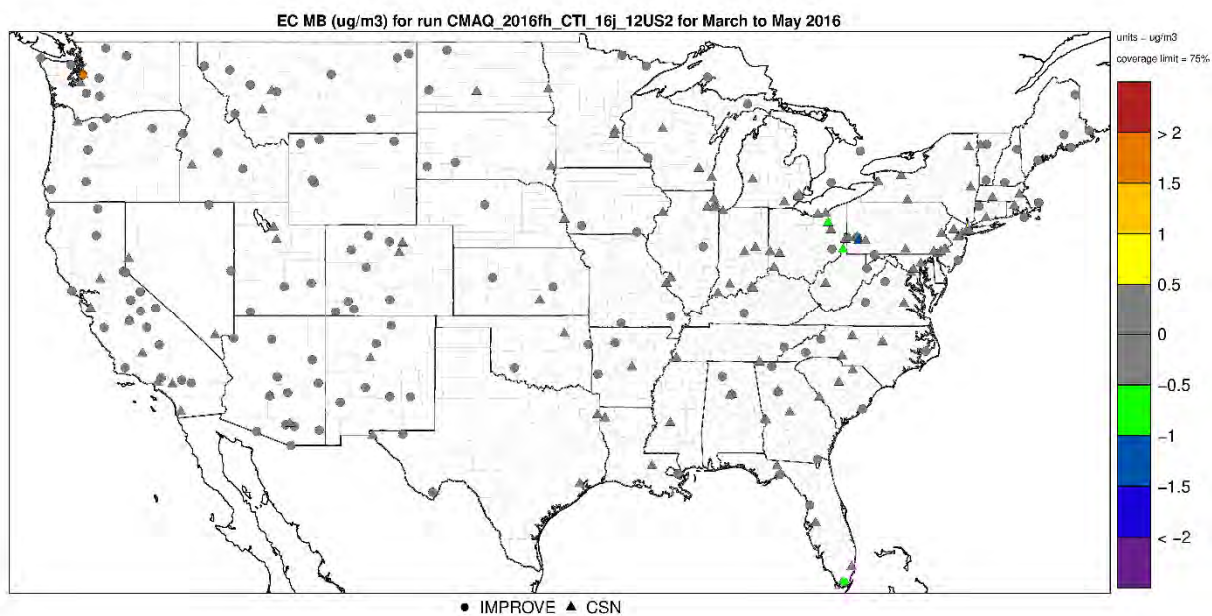 EC MB (ug/m3) for run CMAQ_2016fh_CTI_16j_12US2 for March to May 2016
units = ug/m3
coverage limit = 75%
> 2
1.5
1
0.5
0
−0.5
−1
−1.5
< −2
● IMPROVE ▲ CSN